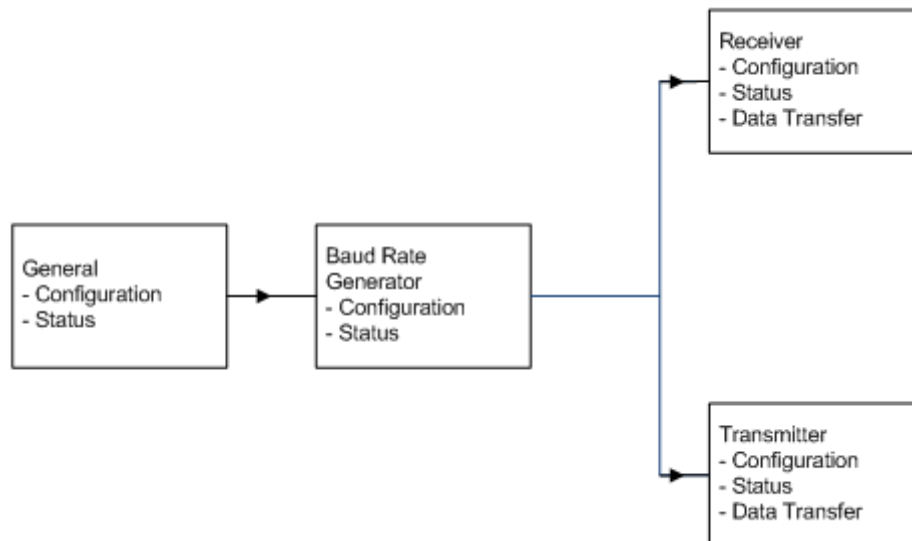 Receiver
- Configuration
- Status
- Data Transfer
General
- Configuration
- Status
Baud Rate
Generator
- Configuration
- Status
Transmitter
- Configuration
- Status
- Data Transfer